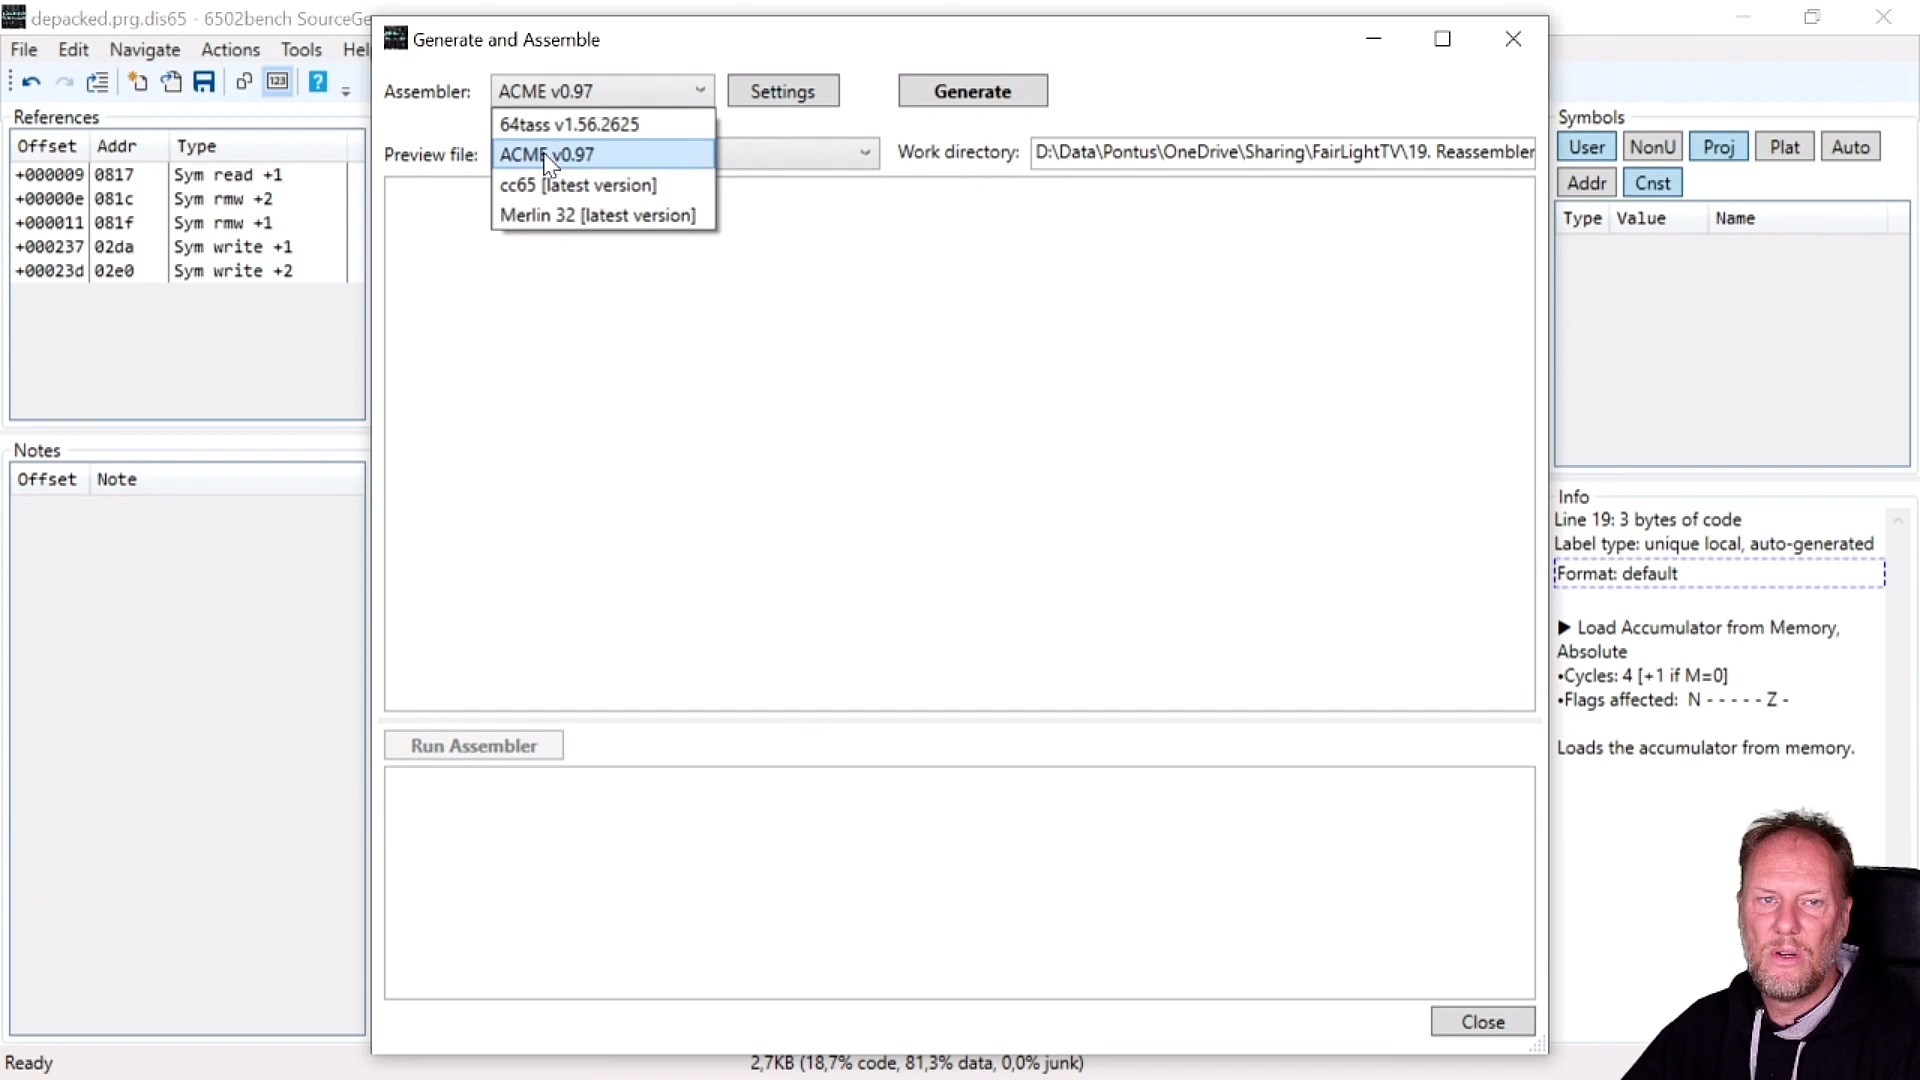 depacked.prg.dis65 - 6502bench SourceGe
File Edit Navigate Actions Tools Help
123 ?
References
Offset Addr Type
+000009 0817 Sym read +1
+00000e 081c Sym rmw +2
+000011 081f Sym rmw +1
+000237 02da Sym write +1
+00023d 02e0 Sym write +2
Notes
Offset Note
Generate and Assemble
Assembler: ACME v0.97 Settings Generate
64tass v1.56.2625
ACME v0.97
cc65 [latest version]
Merlin 32 [latest version]
Preview file: Work directory: D:\Data\Pontus\OneDrive\Sharing\FairLightTV\19. Reassembler
Run Assembler
Close
Symbols
User NonU Proj Plat Auto
Addr Cnst
Type Value Name
Info
Line 19: 3 bytes of code
Label type: unique local, auto-generated
Format: default
▶ Load Accumulator from Memory,
Absolute
•Cycles: 4 [+1 if M=0]
•Flags affected: N - - - - - Z -
Loads the accumulator from memory.
Ready 2,7KB (18,7% code, 81,3% data, 0,0% junk)